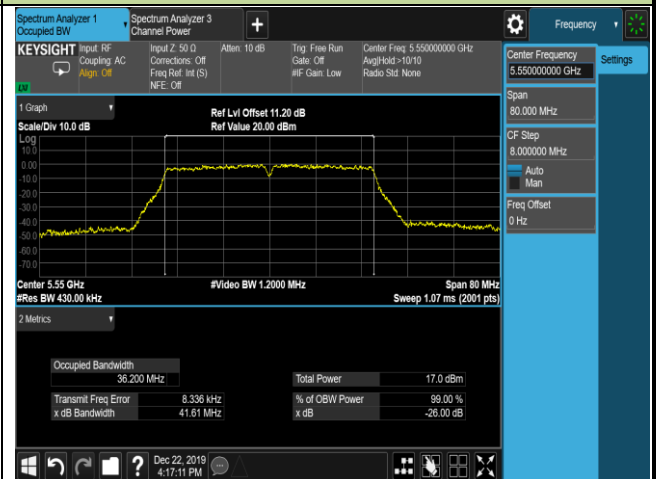 Spectrum Analyzer 1
Occupied BW
Spectrum Analyzer 3
Channel Power
Frequency
KEYSIGHT
Input: RF
Coupling: AC
Align: Off
Input Z: 50 Ω
Corrections: Off
Freq Ref: Int (S)
NFE: Off
Atten: 10 dB
Trig: Free Run
Gate: Off
#IF Gain: Low
Center Freq: 5.550000000 GHz
Avg|Hold:>10/10
Radio Std: None
Center Frequency
5.550000000 GHz
Settings
Span
80.000 MHz
CF Step
8.000000 MHz
Auto
Man
Freq Offset
0 Hz
1 Graph
Scale/Div 10.0 dB
Ref Lvl Offset 11.20 dB
Ref Value 20.00 dBm
Log
10.0
0.00
-10.0
-20.0
-30.0
-40.0
-50.0
-60.0
-70.0
Center 5.55 GHz
#Res BW 430.00 kHz
#Video BW 1.2000 MHz
Span 80 MHz
Sweep 1.07 ms (2001 pts)
2 Metrics
Occupied Bandwidth
36.200 MHz
Total Power 17.0 dBm
Transmit Freq Error 8.336 kHz
% of OBW Power 99.00 %
x dB Bandwidth 41.61 MHz
x dB -26.00 dB
?
Dec 22, 2019
4:17:11 PM